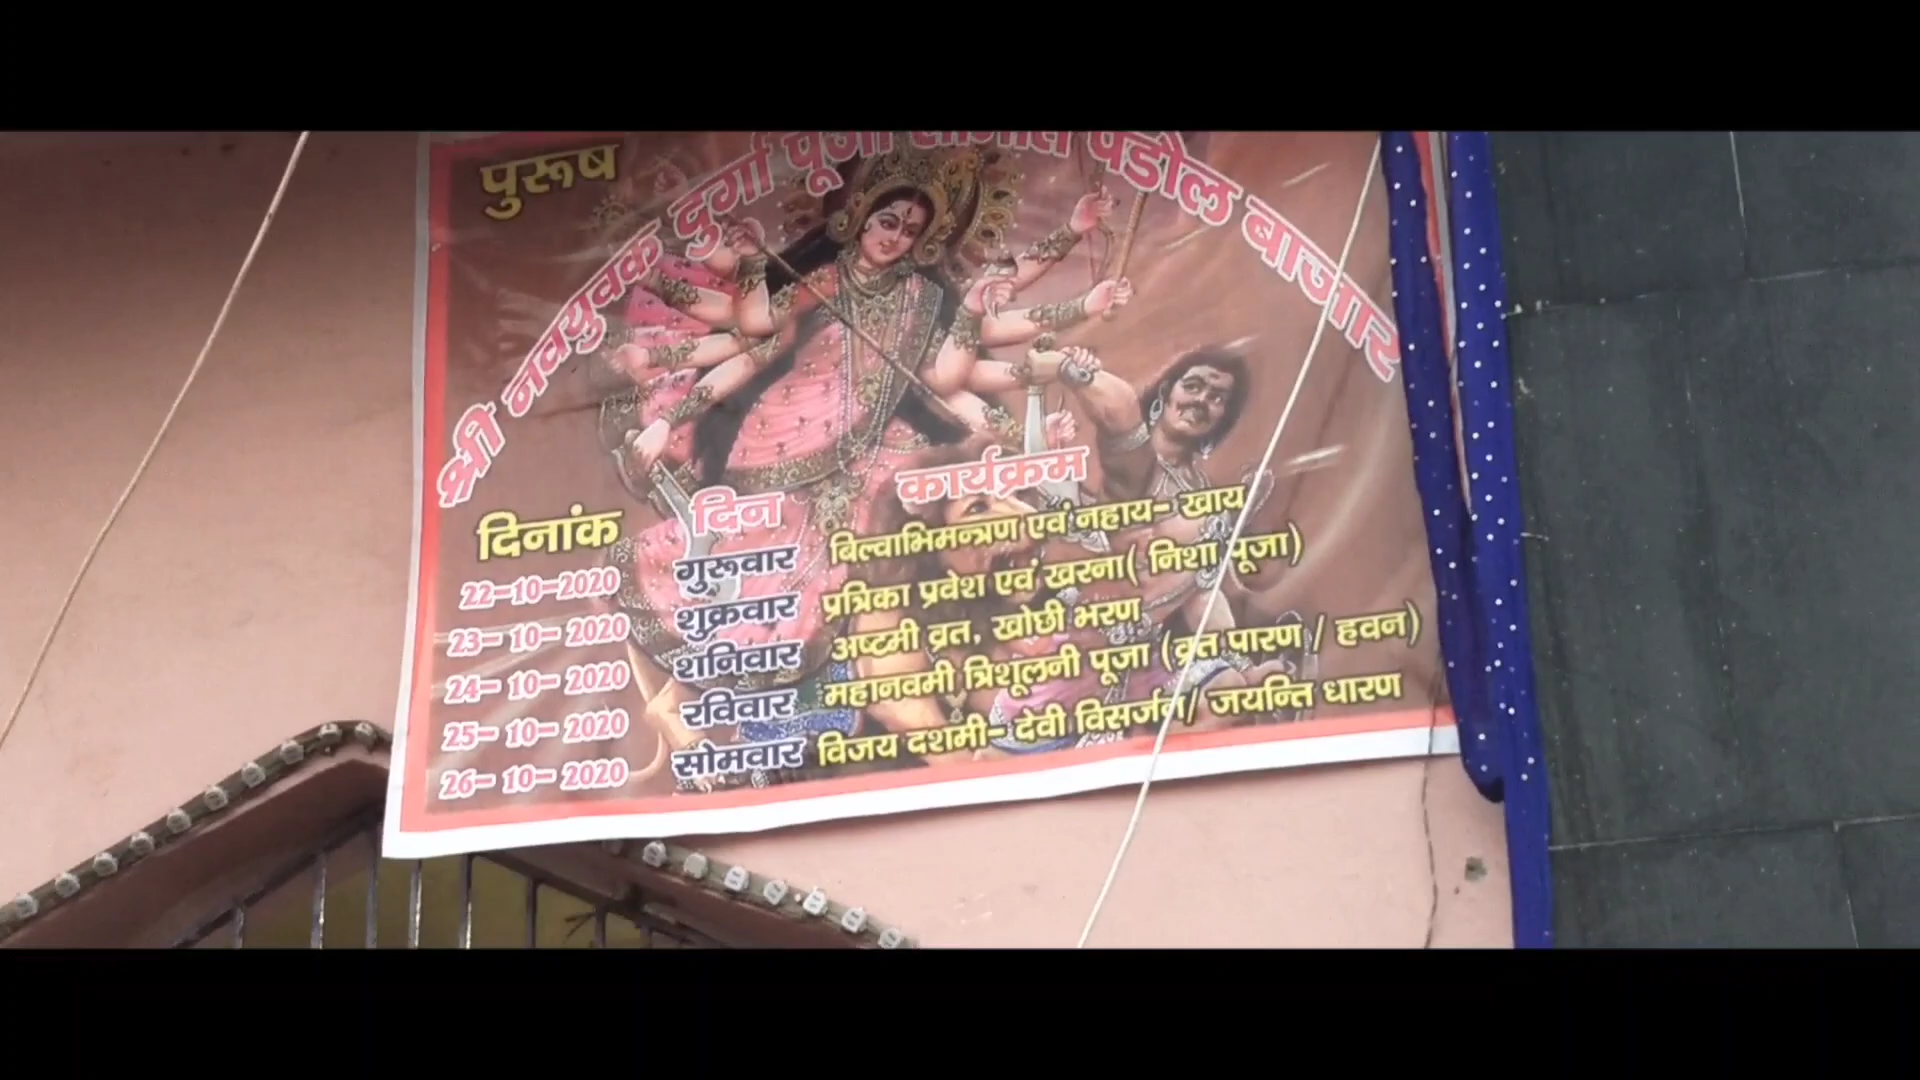 पुरूष
श्री नवयुवक दुर्गा पूजा समिति पंडौल बाजार
दिनांक दिन कार्यक्रम
22-10-2020 गुरूवार बिल्वाभिमन्त्रण एवं नहाय- खाय
23- 10- 2020 शुक्रवार प्रत्रिका प्रवेश एवं खरना( निशा पूजा)
24- 10- 2020 शनिवार अष्टमी व्रत, खोछी भरण
25- 10- 2020 रविवार महानवमी त्रिशूलनी पूजा (व्रत पारण / हवन)
26- 10- 2020 सोमवार विजय दशमी- देवी विसर्जन/ जयन्ति धारण